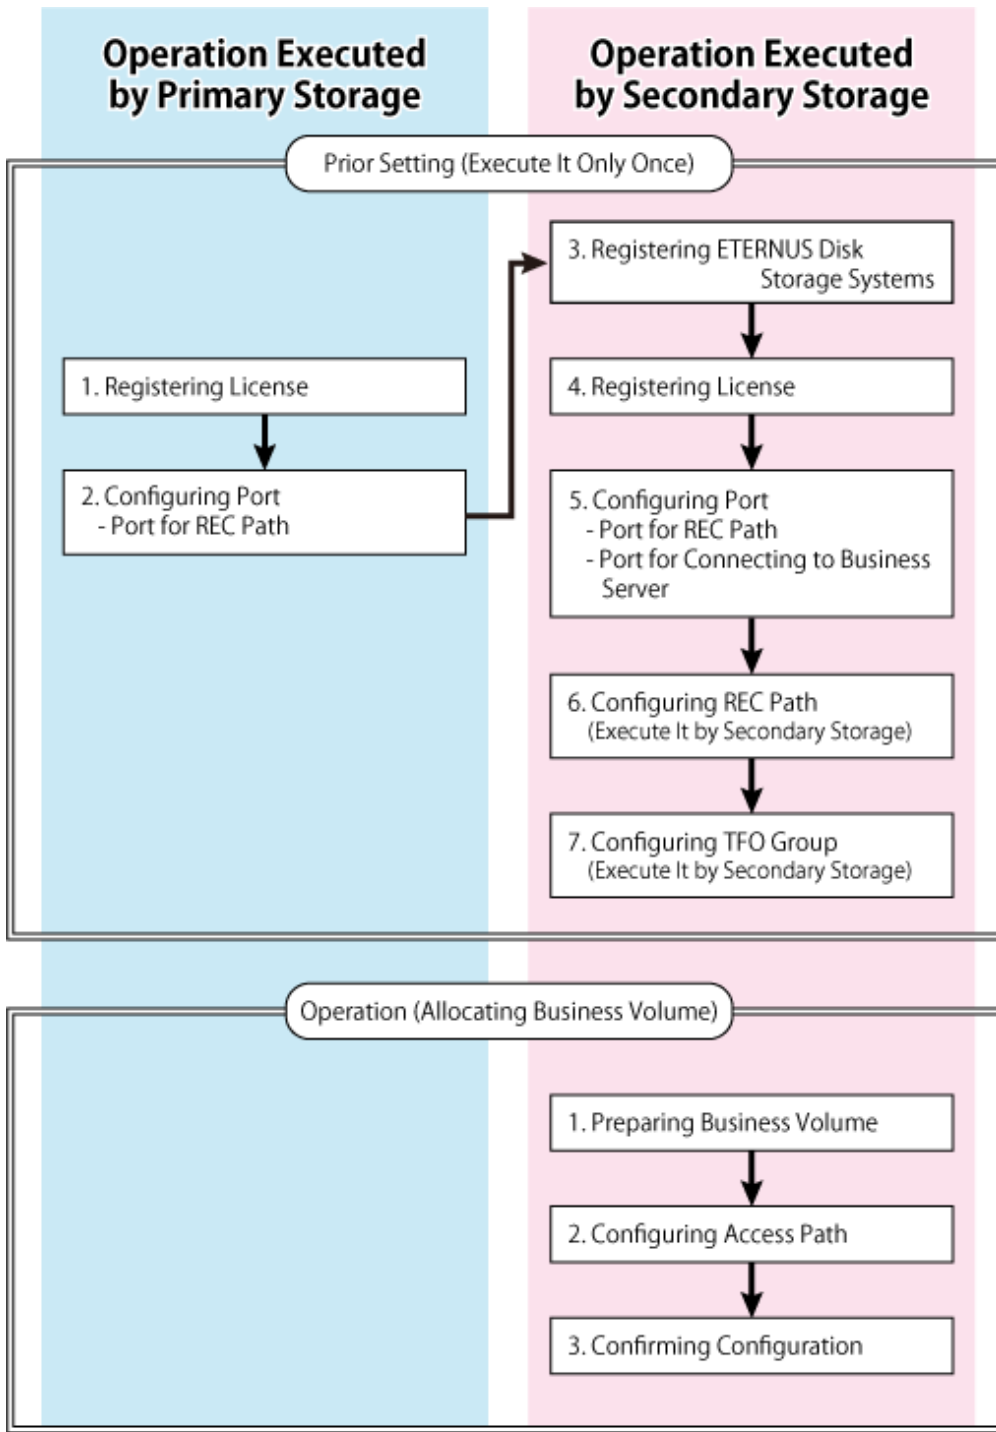 Operation Executed
by Primary Storage
Operation Executed
by Secondary Storage
Prior Setting (Execute It Only Once)
1. Registering License
2. Configuring Port
- Port for REC Path
3. Registering ETERNUS Disk
Storage Systems
4. Registering License
5. Configuring Port
- Port for REC Path
- Port for Connecting to Business
Server
6. Configuring REC Path
(Execute It by Secondary Storage)
7. Configuring TFO Group
(Execute It by Secondary Storage)
Operation (Allocating Business Volume)
1. Preparing Business Volume
2. Configuring Access Path
3. Confirming Configuration